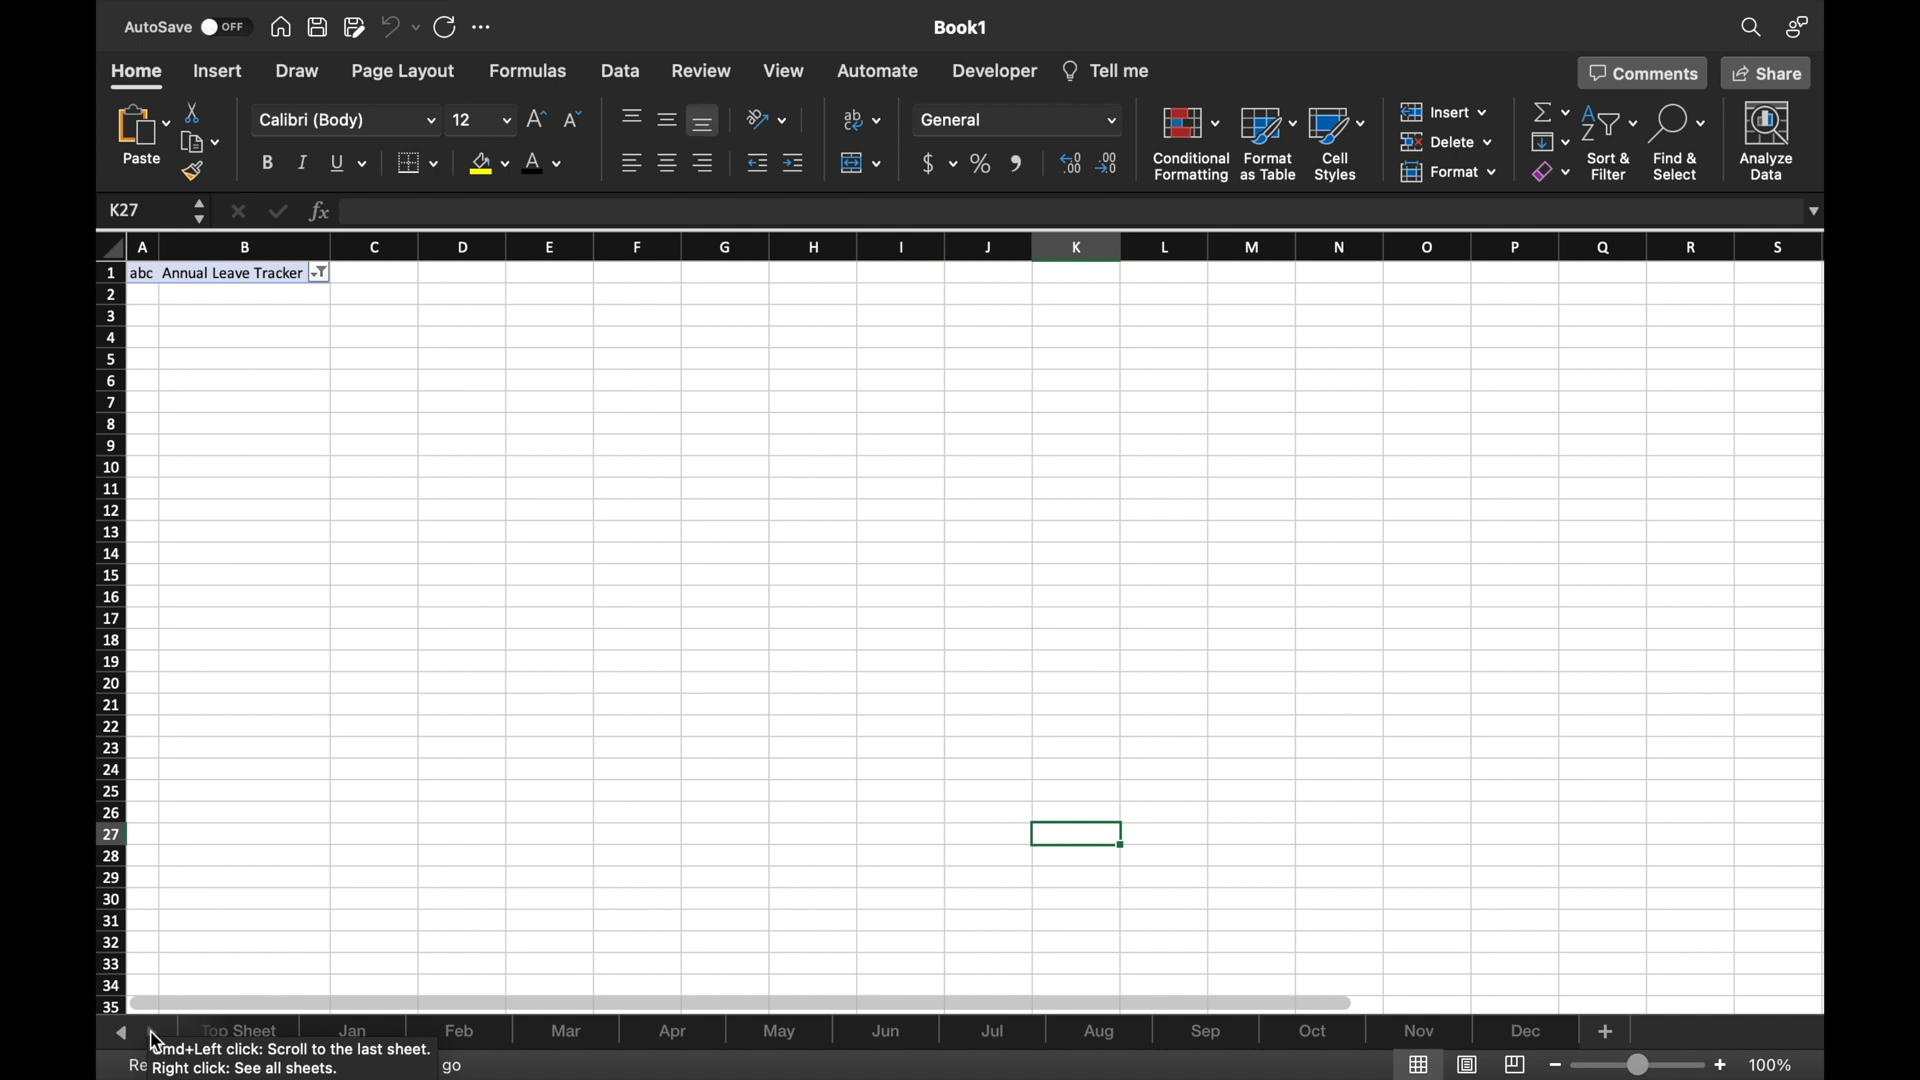 AutoSave OFF
Book1
Home Insert Draw Page Layout Formulas Data Review View Automate Developer Tell me
Comments Share
Paste
Calibri (Body) 12
General
Conditional Formatting
Format as Table
Cell Styles
Insert
Delete
Format
Sort & Filter
Find & Select
Analyze Data
K27 fx
A B C D E F G H I J K L M N O P Q R S
1 abc Annual Leave Tracker
2
3
4
5
6
7
8
9
10
11
12
13
14
15
16
17
18
19
20
21
22
23
24
25
26
27
28
29
30
31
32
33
34
35
Top Sheet Jan Feb Mar Apr May Jun Jul Aug Sep Oct Nov Dec +
Cmd+Left click: Scroll to the last sheet.
Right click: See all sheets.
Re go
100%